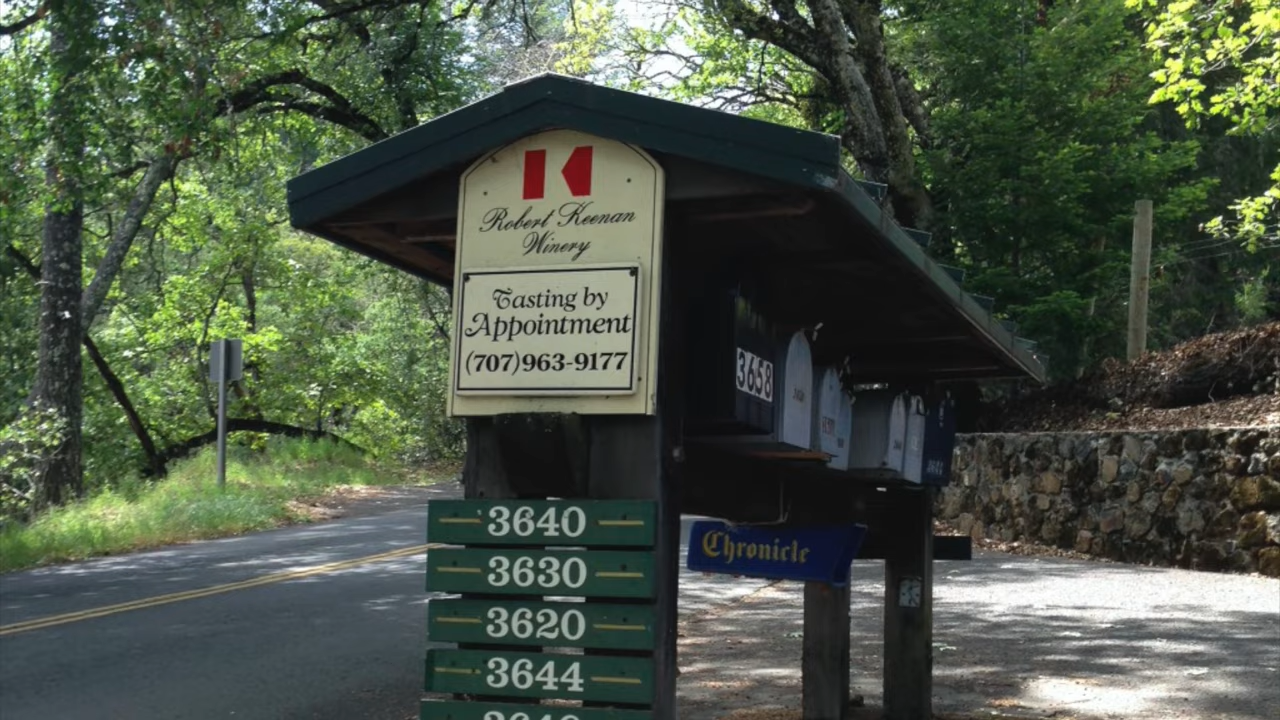 Robert Keenan
Winery
Tasting by
Appointment
(707)963-9177
3658
3640
3630
3620
3644
Chronicle